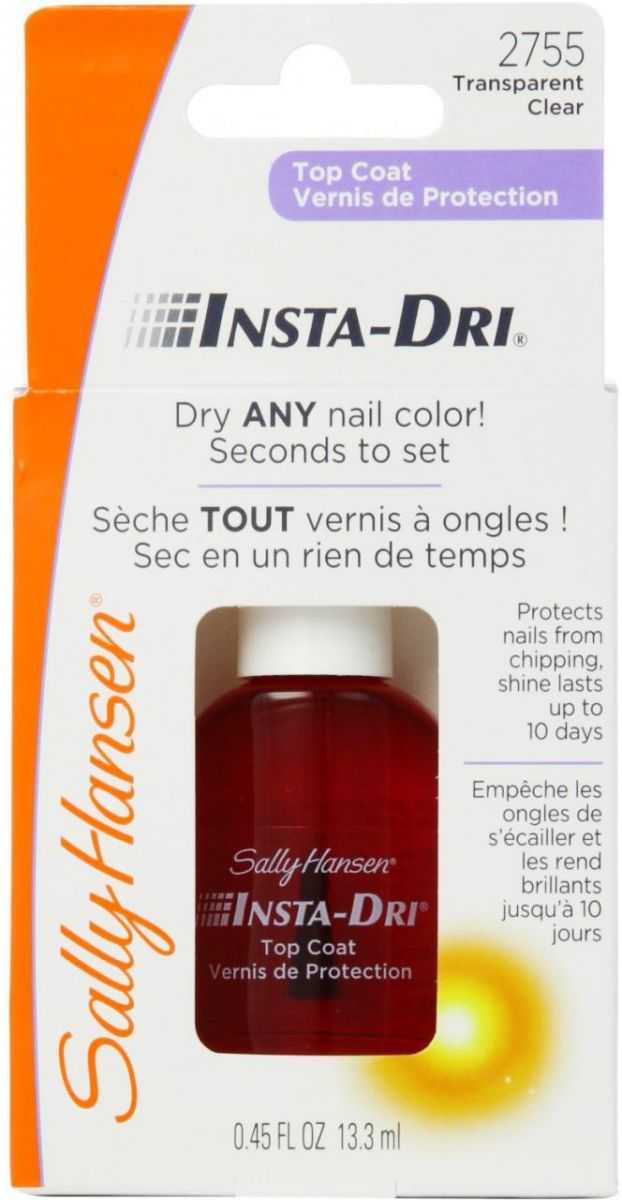 2755
Transparent
Clear
Top Coat
Vernis de Protection
INSTA-DRI®
Dry ANY nail color!
Seconds to set
Sèche TOUT vernis à ongles !
Sec en un rien de temps
Sally Hansen®
Protects
nails from
chipping,
shine lasts
up to
10 days
Empêche les
ongles de
s'écailler et
les rend
brillants
jusqu'à 10
jours
Sally Hansen®
INSTA-DRI®
Top Coat
Vernis de Protection
0.45 FL OZ 13.3 ml